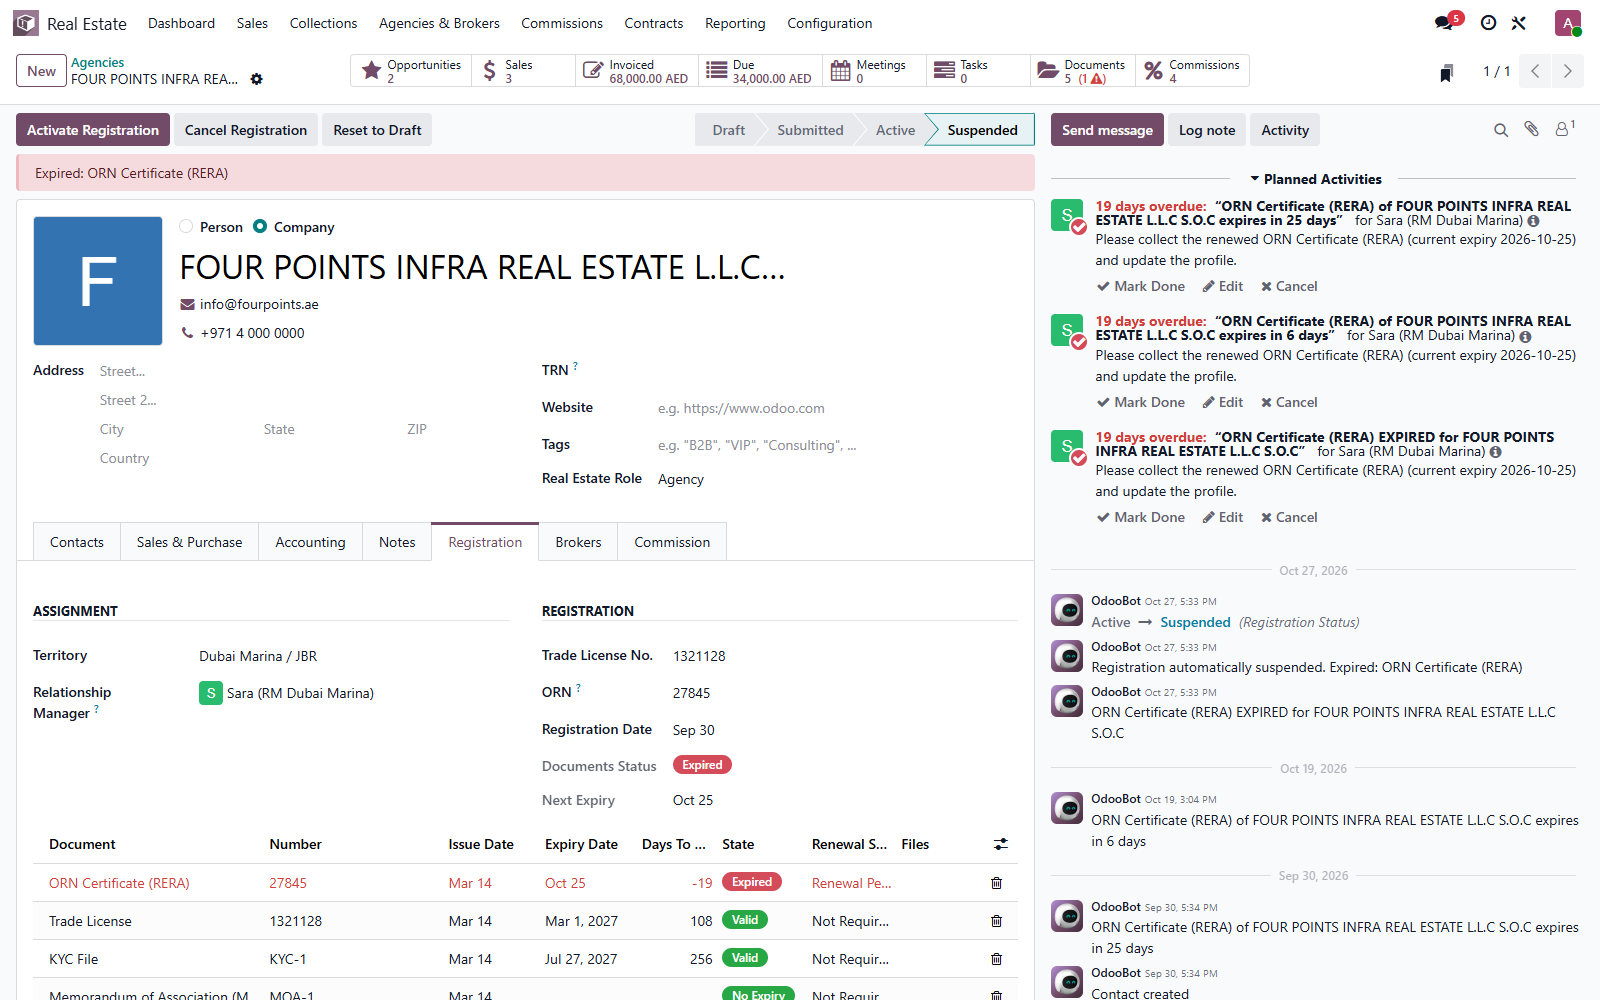 Real Estate Dashboard Sales Collections Agencies & Brokers Commissions Contracts Reporting Configuration 5 A
New Agencies
FOUR POINTS INFRA REA...
Opportunities 2
Sales 3
Invoiced 68,000.00 AED
Due 34,000.00 AED
Meetings 0
Tasks 0
Documents 5 (1)
Commissions 4
1 / 1
Activate Registration Cancel Registration Reset to Draft
Draft Submitted Active Suspended
Send message Log note Activity 1
Expired: ORN Certificate (RERA)
F
Person Company
FOUR POINTS INFRA REAL ESTATE L.L.C...
info@fourpoints.ae
+971 4 000 0000
Address Street...
Street 2...
City State ZIP
Country
TRN ?
Website e.g. https://www.odoo.com
Tags e.g. "B2B", "VIP", "Consulting", ...
Real Estate Role Agency
Contacts Sales & Purchase Accounting Notes Registration Brokers Commission
ASSIGNMENT
Territory Dubai Marina / JBR
Relationship Manager ? S Sara (RM Dubai Marina)
REGISTRATION
Trade License No. 1321128
ORN ? 27845
Registration Date Sep 30
Documents Status Expired
Next Expiry Oct 25
Document Number Issue Date Expiry Date Days To ... State Renewal S... Files
ORN Certificate (RERA) 27845 Mar 14 Oct 25 -19 Expired Renewal Pe...
Trade License 1321128 Mar 14 Mar 1, 2027 108 Valid Not Requir...
KYC File KYC-1 Mar 14 Jul 27, 2027 256 Valid Not Requir...
Memorandum of Association (M MOA-1 Mar 14 No Expiry Not Requir...
Planned Activities
S
19 days overdue: “ORN Certificate (RERA) of FOUR POINTS INFRA REAL
ESTATE L.L.C S.O.C expires in 25 days” for Sara (RM Dubai Marina)
Please collect the renewed ORN Certificate (RERA) (current expiry 2026-10-25)
and update the profile.
Mark Done Edit Cancel
S
19 days overdue: “ORN Certificate (RERA) of FOUR POINTS INFRA REAL
ESTATE L.L.C S.O.C expires in 6 days” for Sara (RM Dubai Marina)
Please collect the renewed ORN Certificate (RERA) (current expiry 2026-10-25)
and update the profile.
Mark Done Edit Cancel
S
19 days overdue: “ORN Certificate (RERA) EXPIRED for FOUR POINTS
INFRA REAL ESTATE L.L.C S.O.C” for Sara (RM Dubai Marina)
Please collect the renewed ORN Certificate (RERA) (current expiry 2026-10-25)
and update the profile.
Mark Done Edit Cancel
Oct 27, 2026
OdooBot Oct 27, 5:33 PM
Active → Suspended (Registration Status)
OdooBot Oct 27, 5:33 PM
Registration automatically suspended. Expired: ORN Certificate (RERA)
OdooBot Oct 27, 5:33 PM
ORN Certificate (RERA) EXPIRED for FOUR POINTS INFRA REAL ESTATE L.L.C
S.O.C
Oct 19, 2026
OdooBot Oct 19, 3:04 PM
ORN Certificate (RERA) of FOUR POINTS INFRA REAL ESTATE L.L.C S.O.C expires
in 6 days
Sep 30, 2026
OdooBot Sep 30, 5:34 PM
ORN Certificate (RERA) of FOUR POINTS INFRA REAL ESTATE L.L.C S.O.C expires
in 25 days
OdooBot Sep 30, 5:34 PM
Contact created